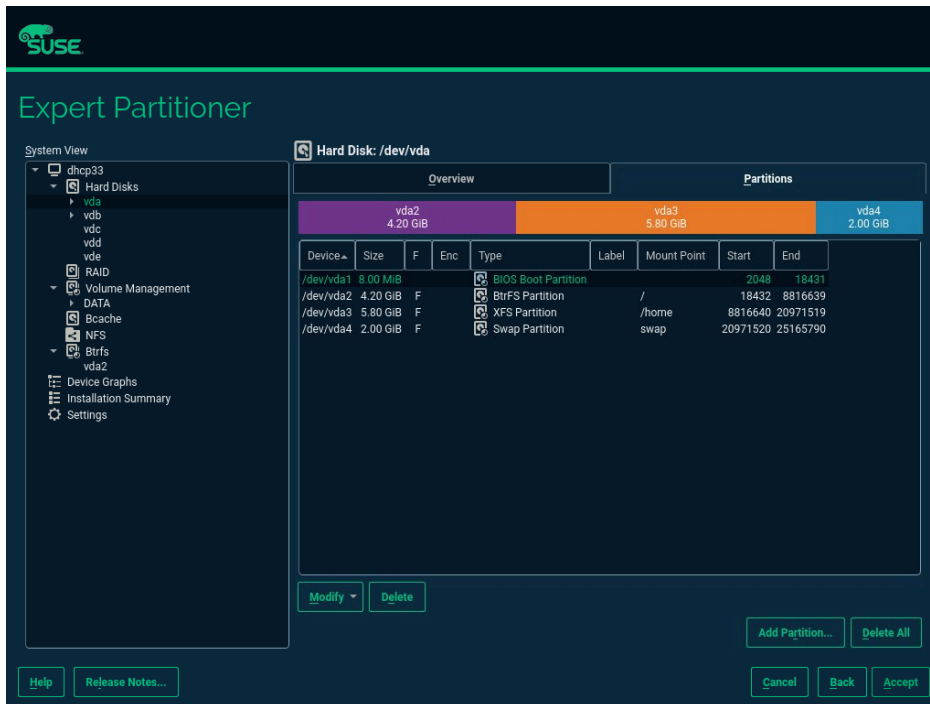 SUSE
Expert Partitioner
System View
dhcp33
Hard Disks
vda
vdb
vdc
vdd
vde
RAID
Volume Management
DATA
Bcache
NFS
Btrfs
vda2
Device Graphs
Installation Summary
Settings
Hard Disk: /dev/vda
Overview Partitions
vda2 vda3 vda4
4.20 GiB 5.80 GiB 2.00 GiB
Device Size F Enc Type Label Mount Point Start End
/dev/vda1 8.00 MiB BIOS Boot Partition 2048 18431
/dev/vda2 4.20 GiB F BtrFS Partition / 18432 8816639
/dev/vda3 5.80 GiB F XFS Partition /home 8816640 20971519
/dev/vda4 2.00 GiB F Swap Partition swap 20971520 25165790
Modify Delete
Add Partition... Delete All
Help Release Notes... Cancel Back Accept